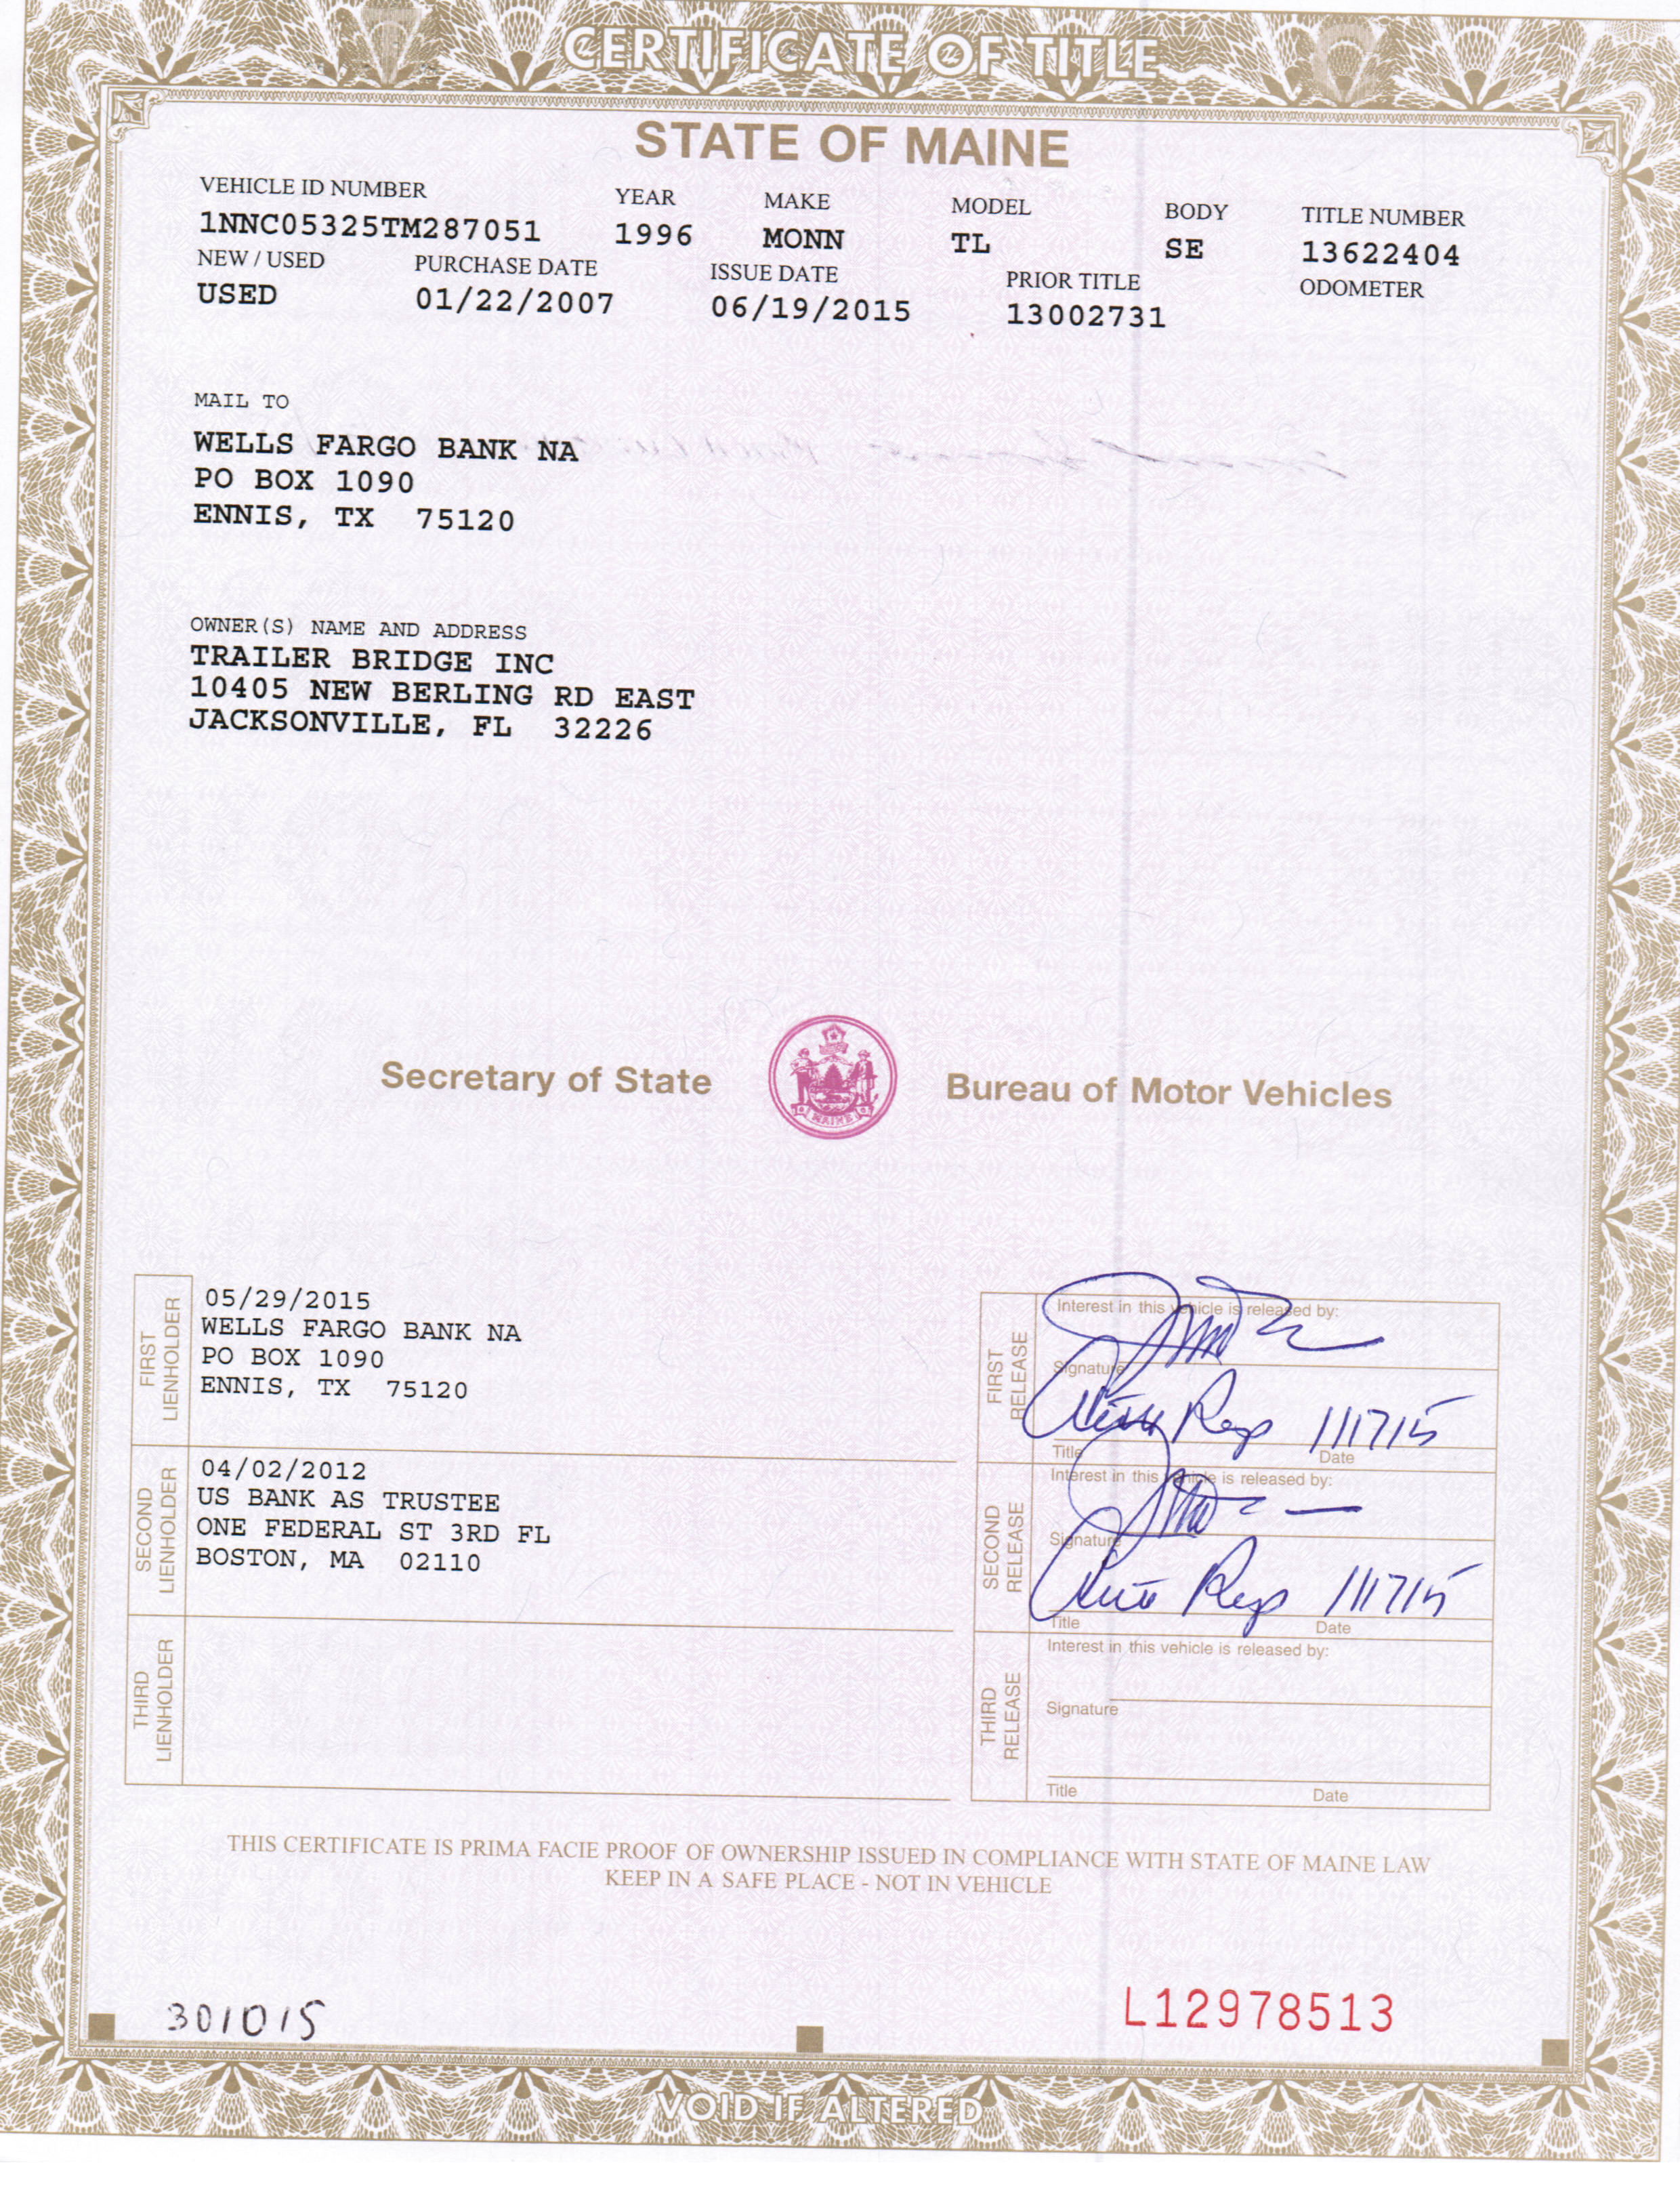 CERTIFICATE OF TITLE
STATE OF MAINE
VEHICLE ID NUMBER YEAR MAKE MODEL BODY TITLE NUMBER
1NNC05325TM287051 1996 MONN TL SE 13622404
NEW / USED PURCHASE DATE ISSUE DATE PRIOR TITLE ODOMETER
USED 01/22/2007 06/19/2015 13002731
MAIL TO
WELLS FARGO BANK NA
PO BOX 1090
ENNIS, TX 75120
OWNER(S) NAME AND ADDRESS
TRAILER BRIDGE INC
10405 NEW BERLING RD EAST
JACKSONVILLE, FL 32226
Secretary of State
MAINE
Bureau of Motor Vehicles
FIRST LIENHOLDER
05/29/2015
WELLS FARGO BANK NA
PO BOX 1090
ENNIS, TX 75120
FIRST RELEASE
Interest in this vehicle is released by:
Signature
Rep 11/17/15
Title Date
SECOND LIENHOLDER
04/02/2012
US BANK AS TRUSTEE
ONE FEDERAL ST 3RD FL
BOSTON, MA 02110
SECOND RELEASE
Interest in this vehicle is released by:
Signature
Rep 11/17/15
Title Date
THIRD LIENHOLDER
THIRD RELEASE
Interest in this vehicle is released by:
Signature
Title Date
THIS CERTIFICATE IS PRIMA FACIE PROOF OF OWNERSHIP ISSUED IN COMPLIANCE WITH STATE OF MAINE LAW
KEEP IN A SAFE PLACE - NOT IN VEHICLE
301015
L12978513
VOID IF ALTERED